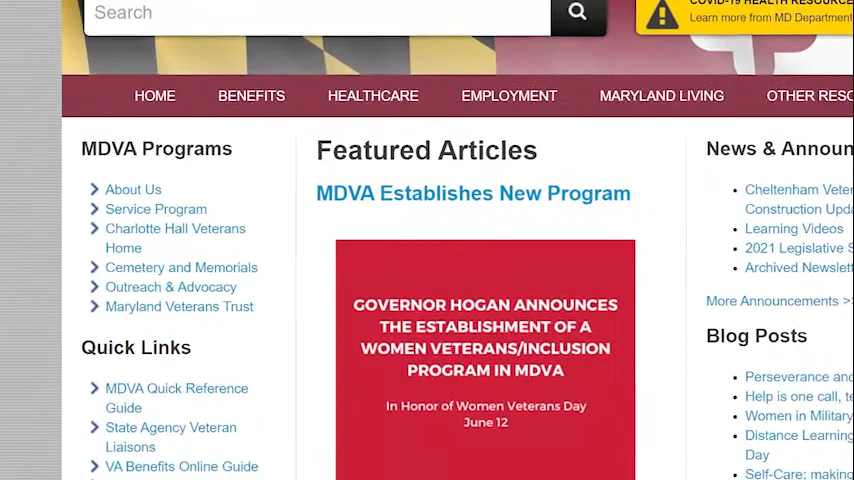 Search
COVID-19 HEALTH RESOURCE
Learn more from MD Department
HOME
BENEFITS
HEALTHCARE
EMPLOYMENT
MARYLAND LIVING
OTHER
MDVA Programs
About Us
Service Program
Charlotte Hall Veterans
Home
Cemetery and Memorials
Outreach & Advocacy
Maryland Veterans Trust
Quick Links
MDVA Quick Reference
Guide
State Agency Veteran
Liaisons
VA Benefits Online Guide
Featured Articles
MDVA Establishes New Program
GOVERNOR HOGAN ANNOUNCES
THE ESTABLISHMENT OF A
WOMEN VETERANS/INCLUSION
PROGRAM IN MDVA
In Honor of Women Veterans Day
June 12
News &
Cheltenham
Construction
Learning Videos
2021 Legislative
Archived
More Announcements >>
Blog Posts
Perseverance and
Help is one call,
Women in Military
Distance Learning
Day
Self-Care: making